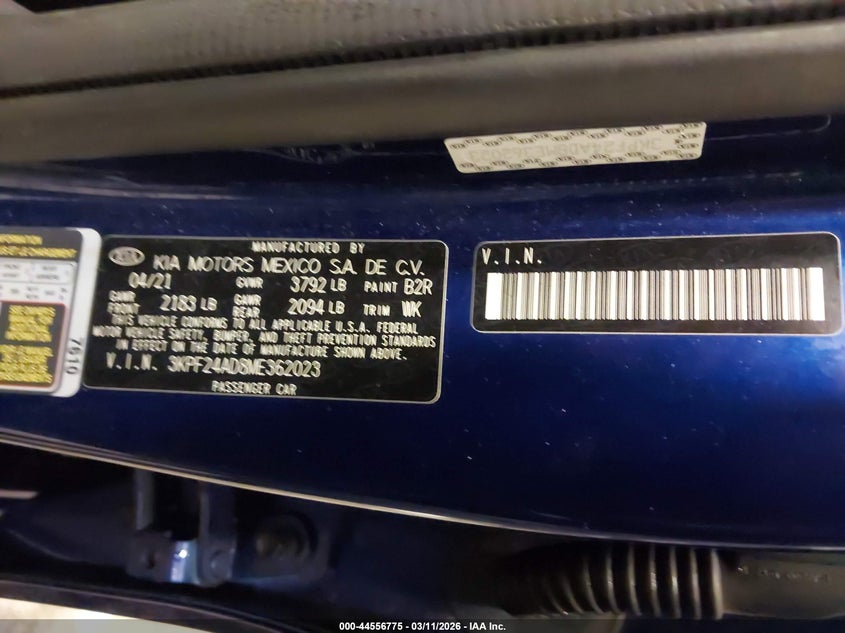 MANUFACTURED BY
KIA KIA MOTORS MEXICO S.A. DE C.V.
04/21 GVWR 3792 LB PAINT B2R
GAWR FRONT 2183 LB GAWR REAR 2094 LB TRIM WK
THIS VEHICLE CONFORMS TO ALL APPLICABLE U.S.A. FEDERAL
MOTOR VEHICLE SAFETY, BUMPER, AND THEFT PREVENTION STANDARDS
IN EFFECT ON THE DATE OF MANUFACTURE SHOWN ABOVE.
V.I.N. 3KPF24AD8ME362023
PASSENGER CAR
V.I.N.
7610
000-44556775 - 03/11/2026 - IAA Inc.